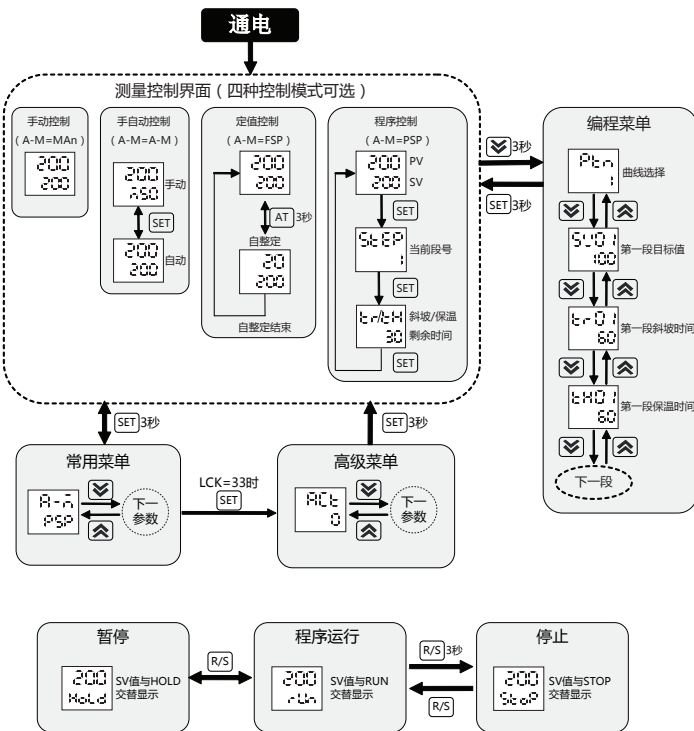 通电
测量控制界面（四种控制模式可选）
手动控制
（A-M=MAn）
200
200
手自动控制
（A-M=A-M）
200
ñ50
手动
SET
200
200
自动
定值控制
（A-M=FSP）
200
200
AT 3秒
自整定
20
200
自整定结束
程序控制
（A-M=PSP）
200 PV
200 SV
SET
StEP
1
当前段号
SET
tr/tH
30
斜坡/保温
剩余时间
SET
3秒
SET 3秒
编程菜单
Ptn
1
曲线选择
SV01
100
第一段目标值
tr01
60
第一段斜坡时间
tH01
60
第一段保温时间
下一段
SET 3秒
SET 3秒
常用菜单
A-ñ
PSP
下一
参数
LCK=33时
SET
高级菜单
ACt
0
下一
参数
暂停
200
HoLd
SV值与HOLD
交替显示
R/S
程序运行
200
rUn
SV值与RUN
交替显示
R/S 3秒
R/S
停止
200
StoP
SV值与STOP
交替显示